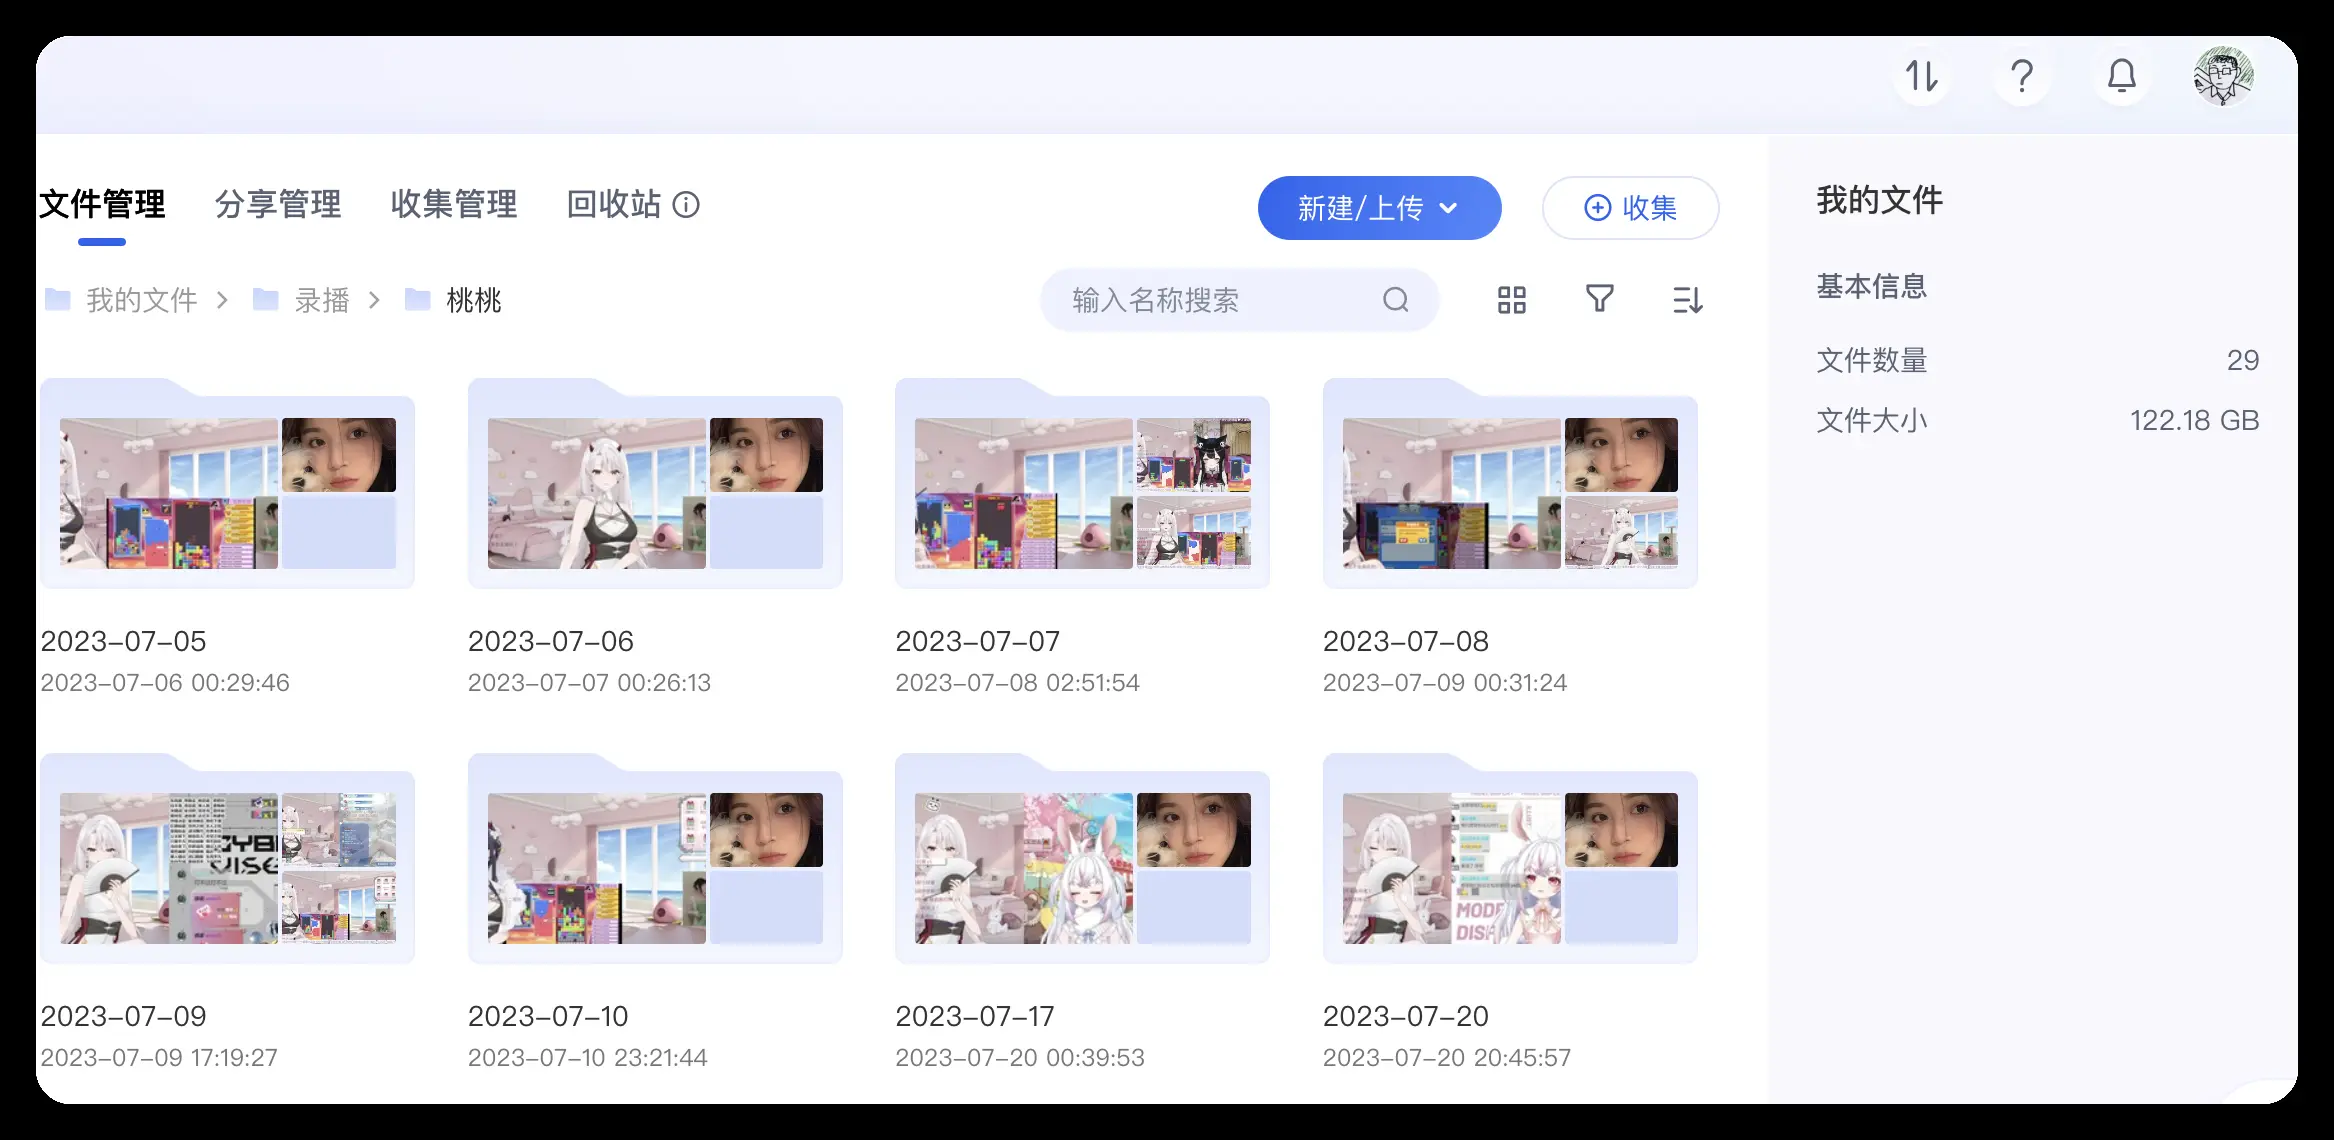 文件管理 分享管理 收集管理 回收站
新建/上传 收集
我的文件 > 录播 > 桃桃
输入名称搜索
2023-07-05 2023-07-06 2023-07-07 2023-07-08
2023-07-06 00:29:46 2023-07-07 00:26:13 2023-07-08 02:51:54 2023-07-09 00:31:24
2023-07-09 2023-07-10 2023-07-17 2023-07-20
2023-07-09 17:19:27 2023-07-10 23:21:44 2023-07-20 00:39:53 2023-07-20 20:45:57
我的文件
基本信息
文件数量 29
文件大小 122.18 GB